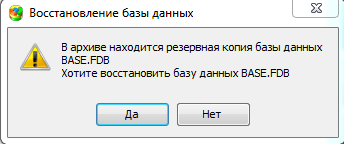 Восстановление базы данных
В архиве находится резервная копия базы данных
BASE.FDB
Хотите восстановить базу данных BASE.FDB
Да
Нет